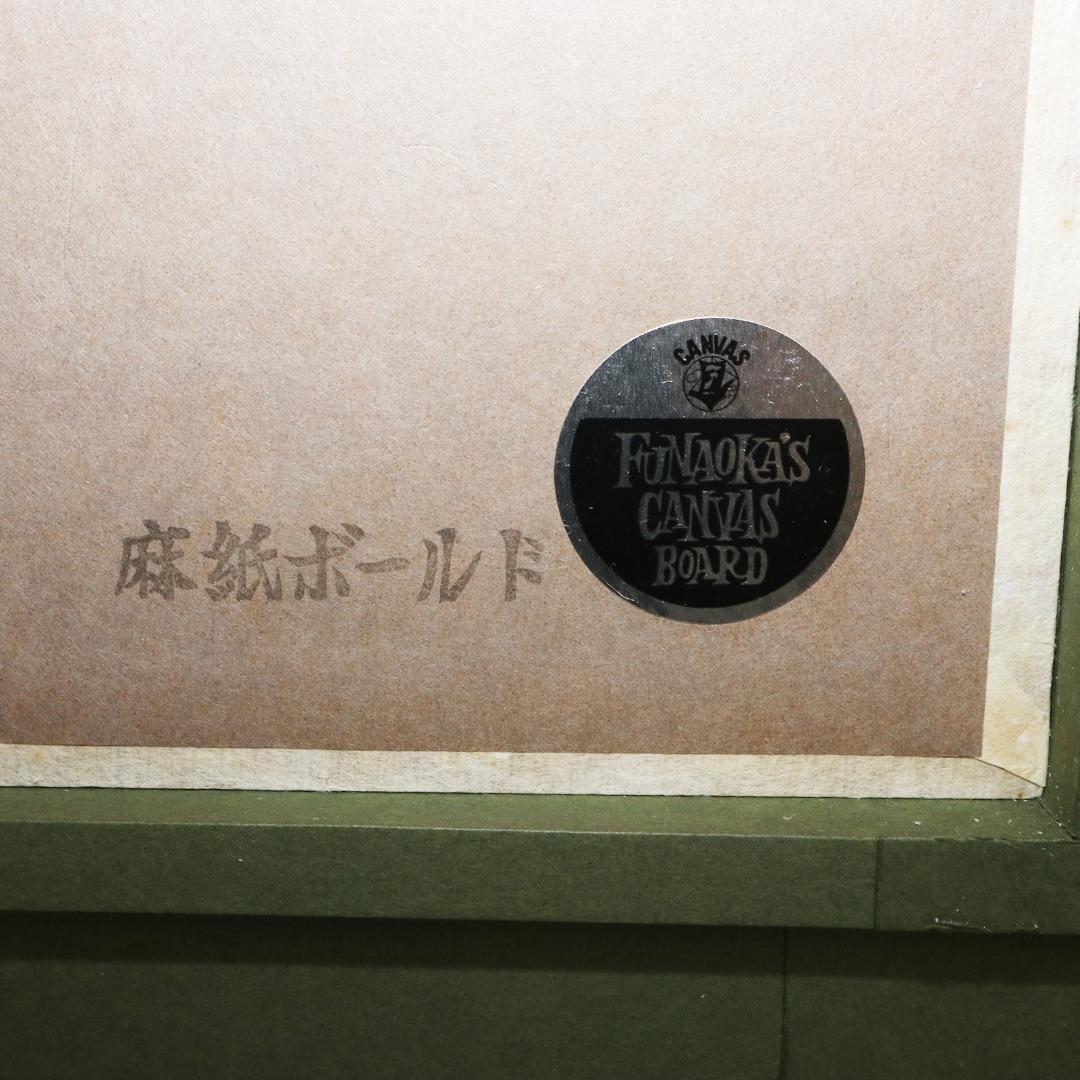 CANVAS
FUNAOKA'S
CANVAS
BOARD
麻紙ボールド